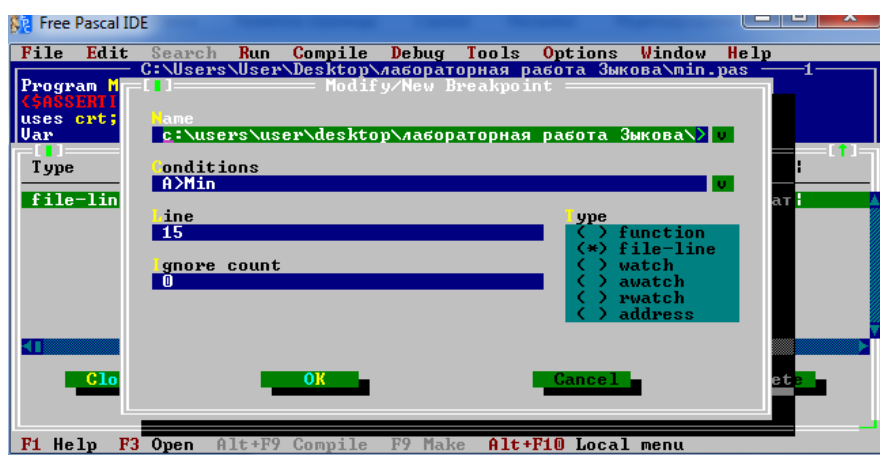 Free Pascal IDE
File Edit Search Run Compile Debug Tools Options Window Help
C:\Users\User\Desktop\лабораторная работа Зыкова\min.pas 1
Program M
Modify/New Breakpoint
{$ASSERTI
uses crt;
Name
Var
c:\users\user\desktop\лабораторная работа Зыкова\
Type
Conditions
A>Min
file-lin
ат
Line
Type
15
( ) function
(*) file-line
Ignore count
( ) watch
0
( ) awatch
( ) rwatch
( ) address
Clo
OK
Cancel
ete
F1 Help F3 Open Alt+F9 Compile F9 Make Alt+F10 Local menu